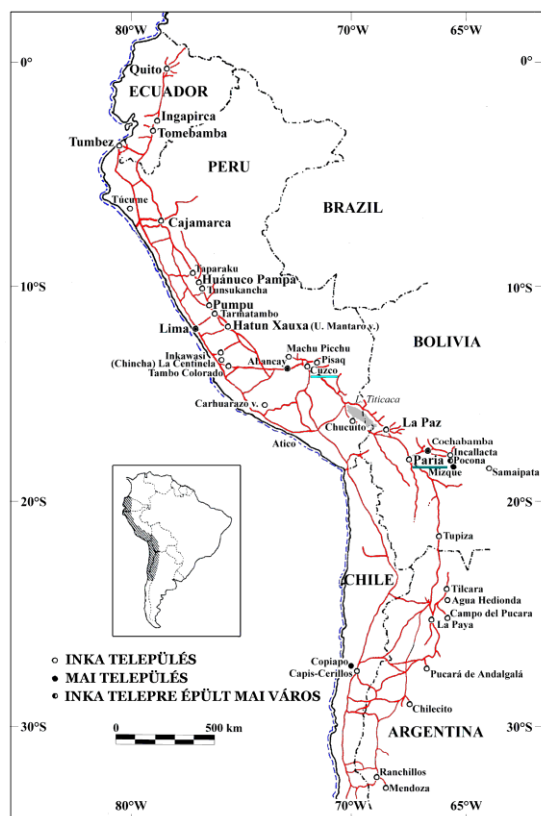 80°W
70°W
65°W
0°
Quito
ECUADOR
Ingapirca
Tomebamba
Tumbez
PERU
Túcume
BRAZIL
Cajamarca
Taparaku
Huánuco Pampa
Tunsukancha
10°S
Pumpu
Tarmatambo
Lima
Hatun Xauxa (U. Mantaro v.)
BOLIVIA
Machu Picchu
Inkawasi
(Chincha) La Centinela
Tambo Colorado
Abancay
Pisaq
Cuzco
L. Titicaca
Carhuarazo v.
Chucuito
La Paz
Atico
Cochabamba
Incallacta
Paria
Pocona
Mizque
Samaipata
20°S
Tupiza
CHILE
Tilcara
Agua Hedionda
Campo del Pucara
La Paya
INKA TELEPÜLÉS
MAI TELEPÜLÉS
INKA TELEPRE ÉPÜLT MAI VÁROS
Copiapo
Capis-Cerillos
Pucará de Andalgalá
Chilecito
0
500 km
30°S
ARGENTINA
Ranchillos
Mendoza
80°W
70°W
65°W